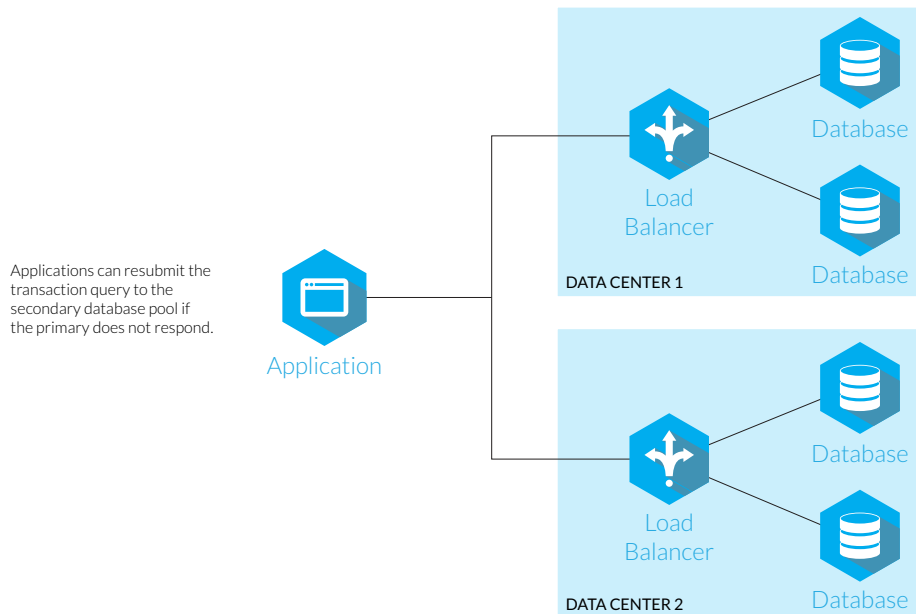 Applications can resubmit the
transaction query to the
secondary database pool if
the primary does not respond.
Application
Load
Balancer
Database
Database
DATA CENTER 1
Load
Balancer
Database
Database
DATA CENTER 2